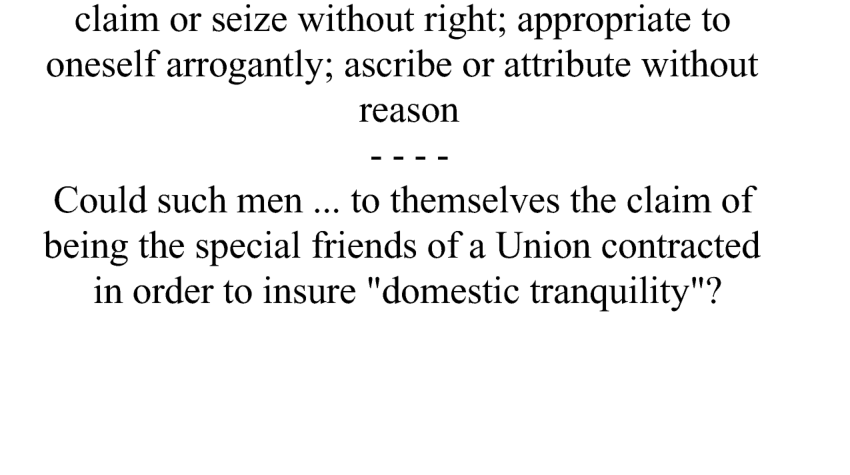 claim or seize without right; appropriate to
oneself arrogantly; ascribe or attribute without
reason
- - - -
Could such men ... to themselves the claim of
being the special friends of a Union contracted
in order to insure "domestic tranquility"?